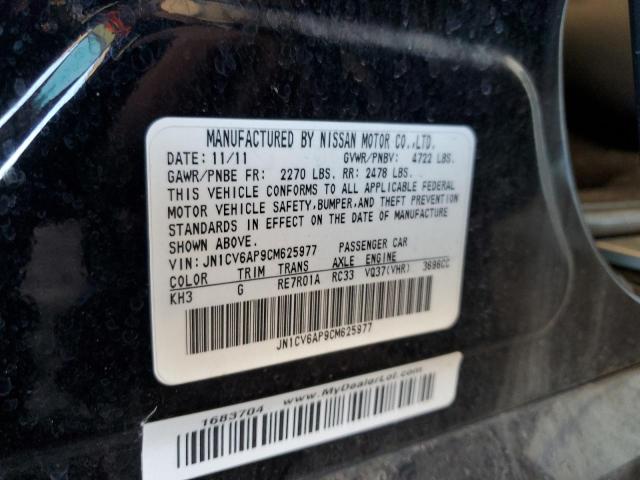 MANUFACTURED BY NISSAN MOTOR CO.,LTD.
DATE: 11/11 GVWR/PNBV: 4722 LBS.
GAWR/PNBE FR: 2270 LBS. RR: 2478 LBS.
THIS VEHICLE CONFORMS TO ALL APPLICABLE FEDERAL
MOTOR VEHICLE SAFETY,BUMPER,AND THEFT PREVENTION
STANDARDS IN EFFECT ON THE DATE OF MANUFACTURE
SHOWN ABOVE.
VIN: JN1CV6AP9CM625977 PASSENGER CAR
COLOR TRIM TRANS AXLE ENGINE
KH3 G RE7R01A RC33 VQ37(VHR) 3696CC
JN1CV6AP9CM625977
1683704 www.MyDealerLot.com